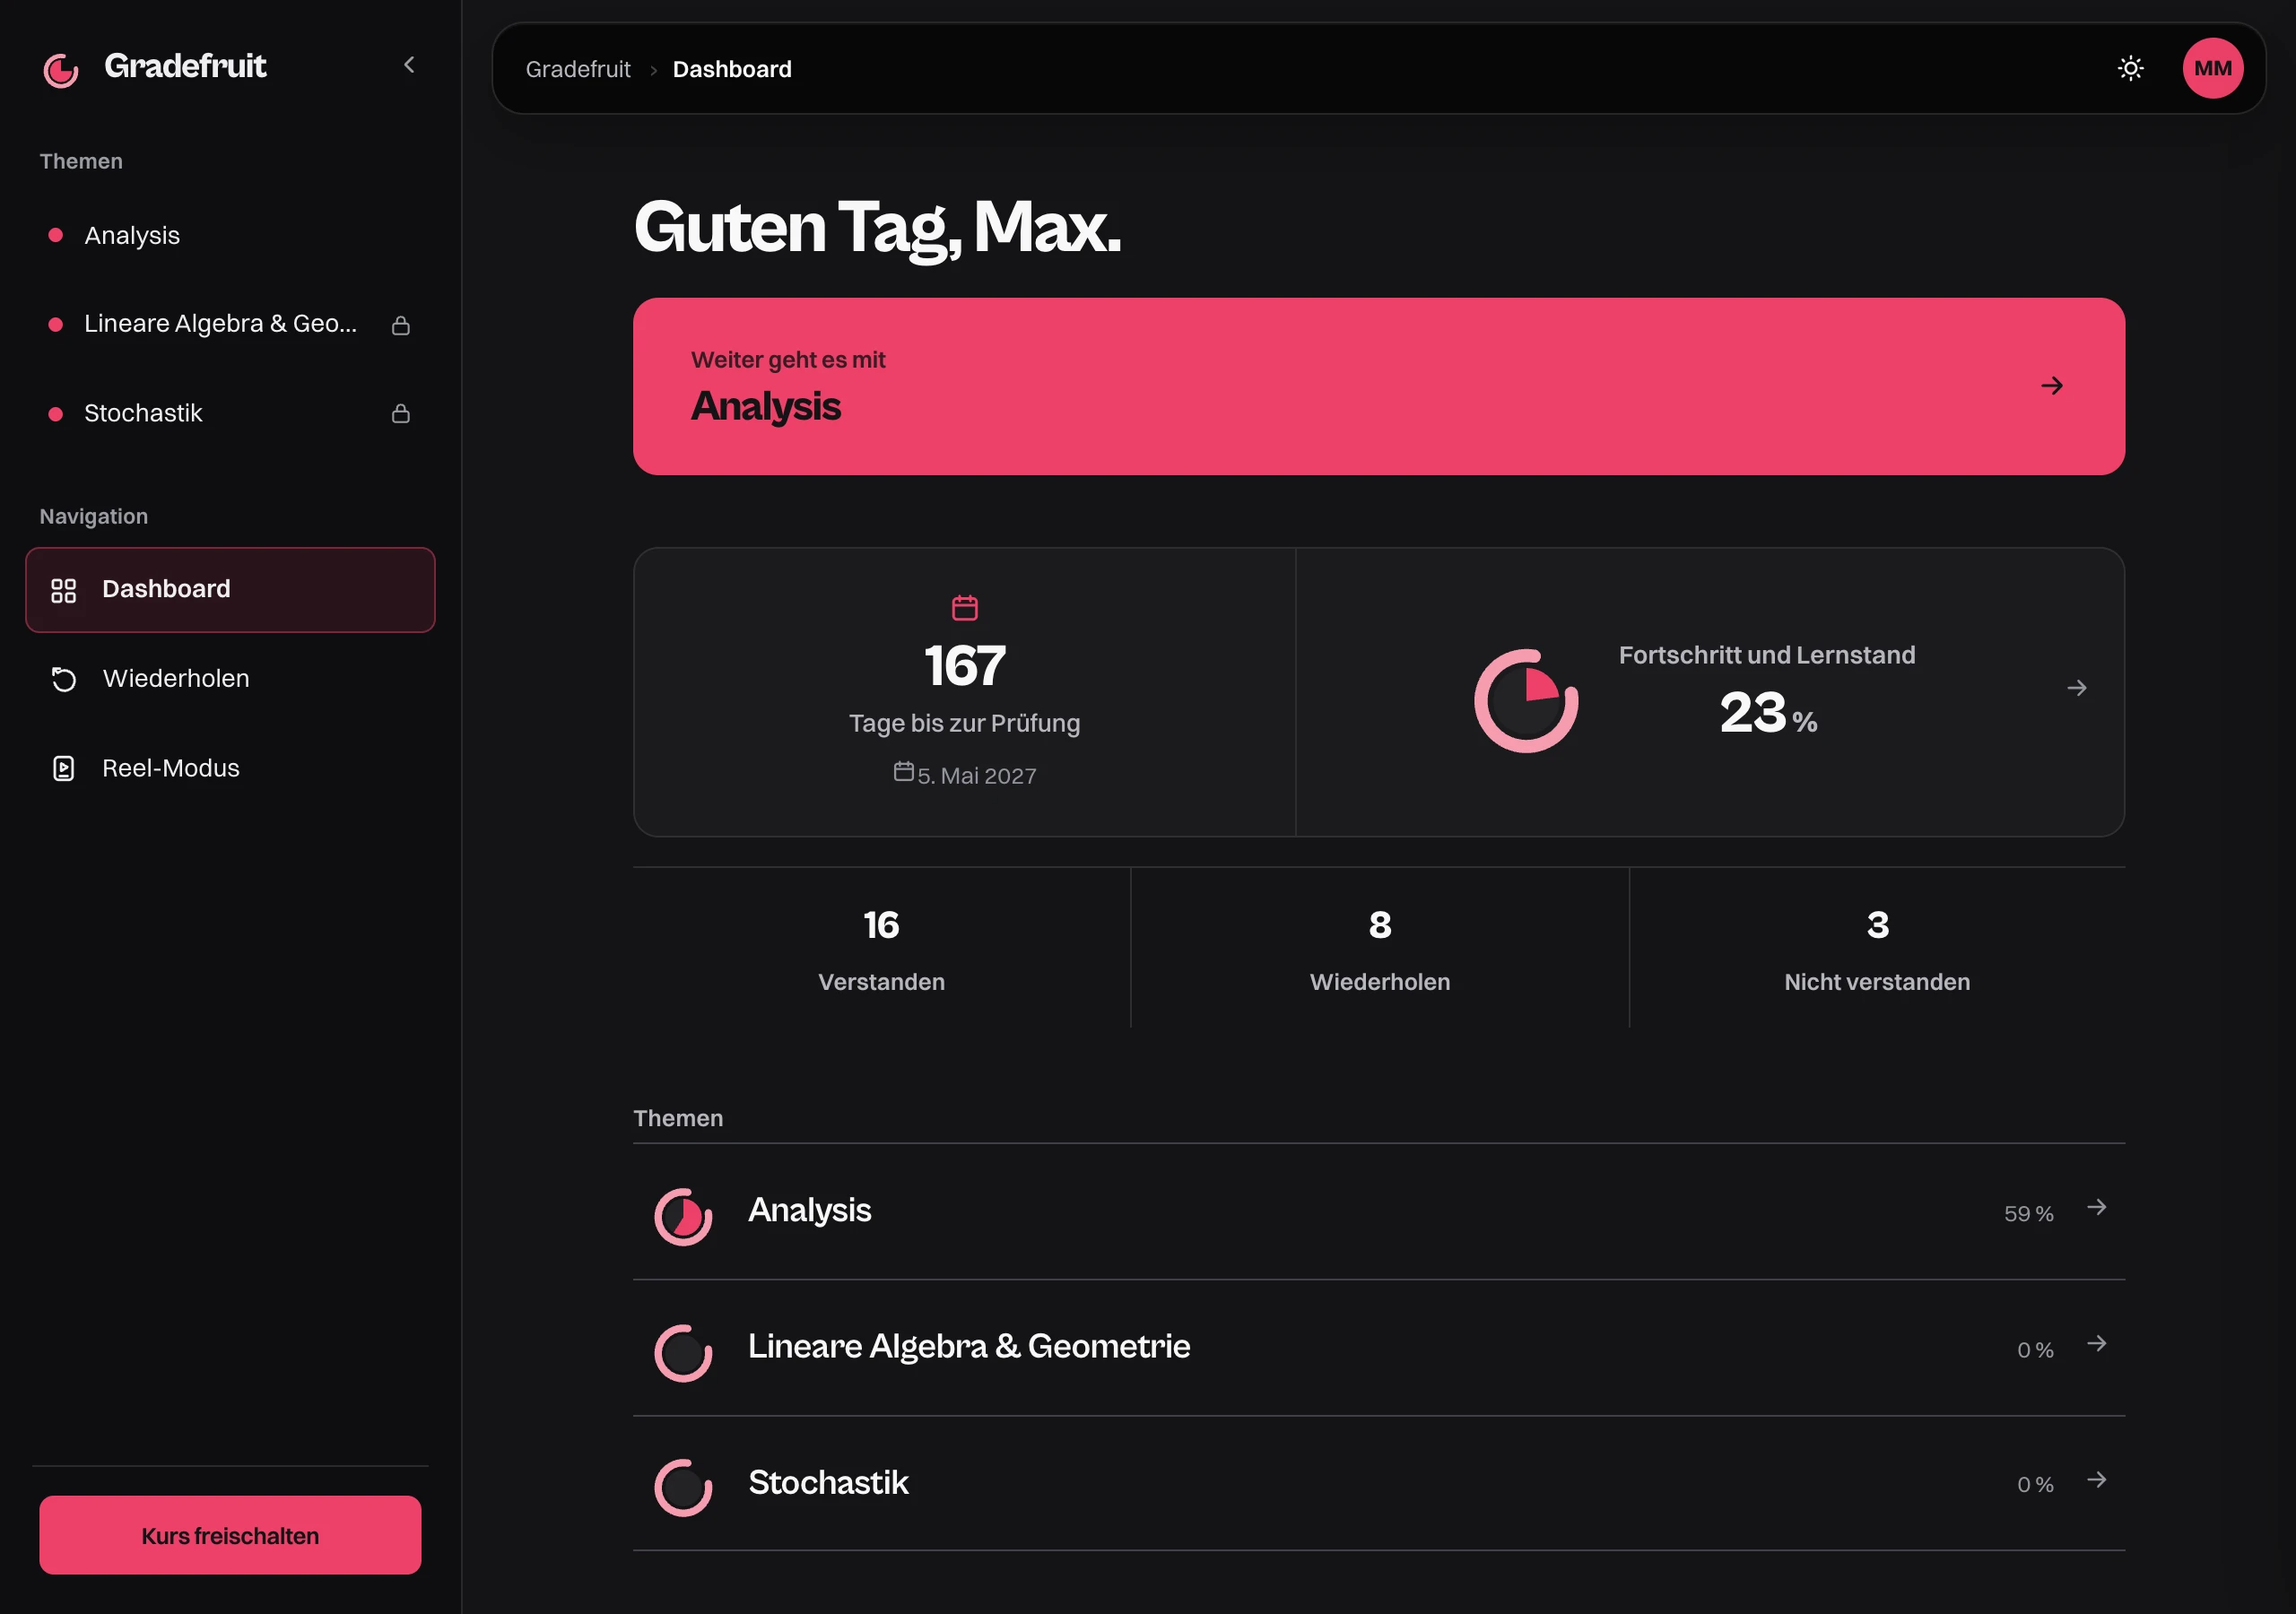 Gradefruit
Themen
Analysis
Lineare Algebra & Geo...
Stochastik
Navigation
Dashboard
Wiederholen
Reel-Modus
Kurs freischalten
Gradefruit › Dashboard
MM
Guten Tag, Max.
Weiter geht es mit
Analysis
167
Tage bis zur Prüfung
5. Mai 2027
Fortschritt und Lernstand
23 %
16
Verstanden
8
Wiederholen
3
Nicht verstanden
Themen
Analysis 59 %
Lineare Algebra & Geometrie 0 %
Stochastik 0 %